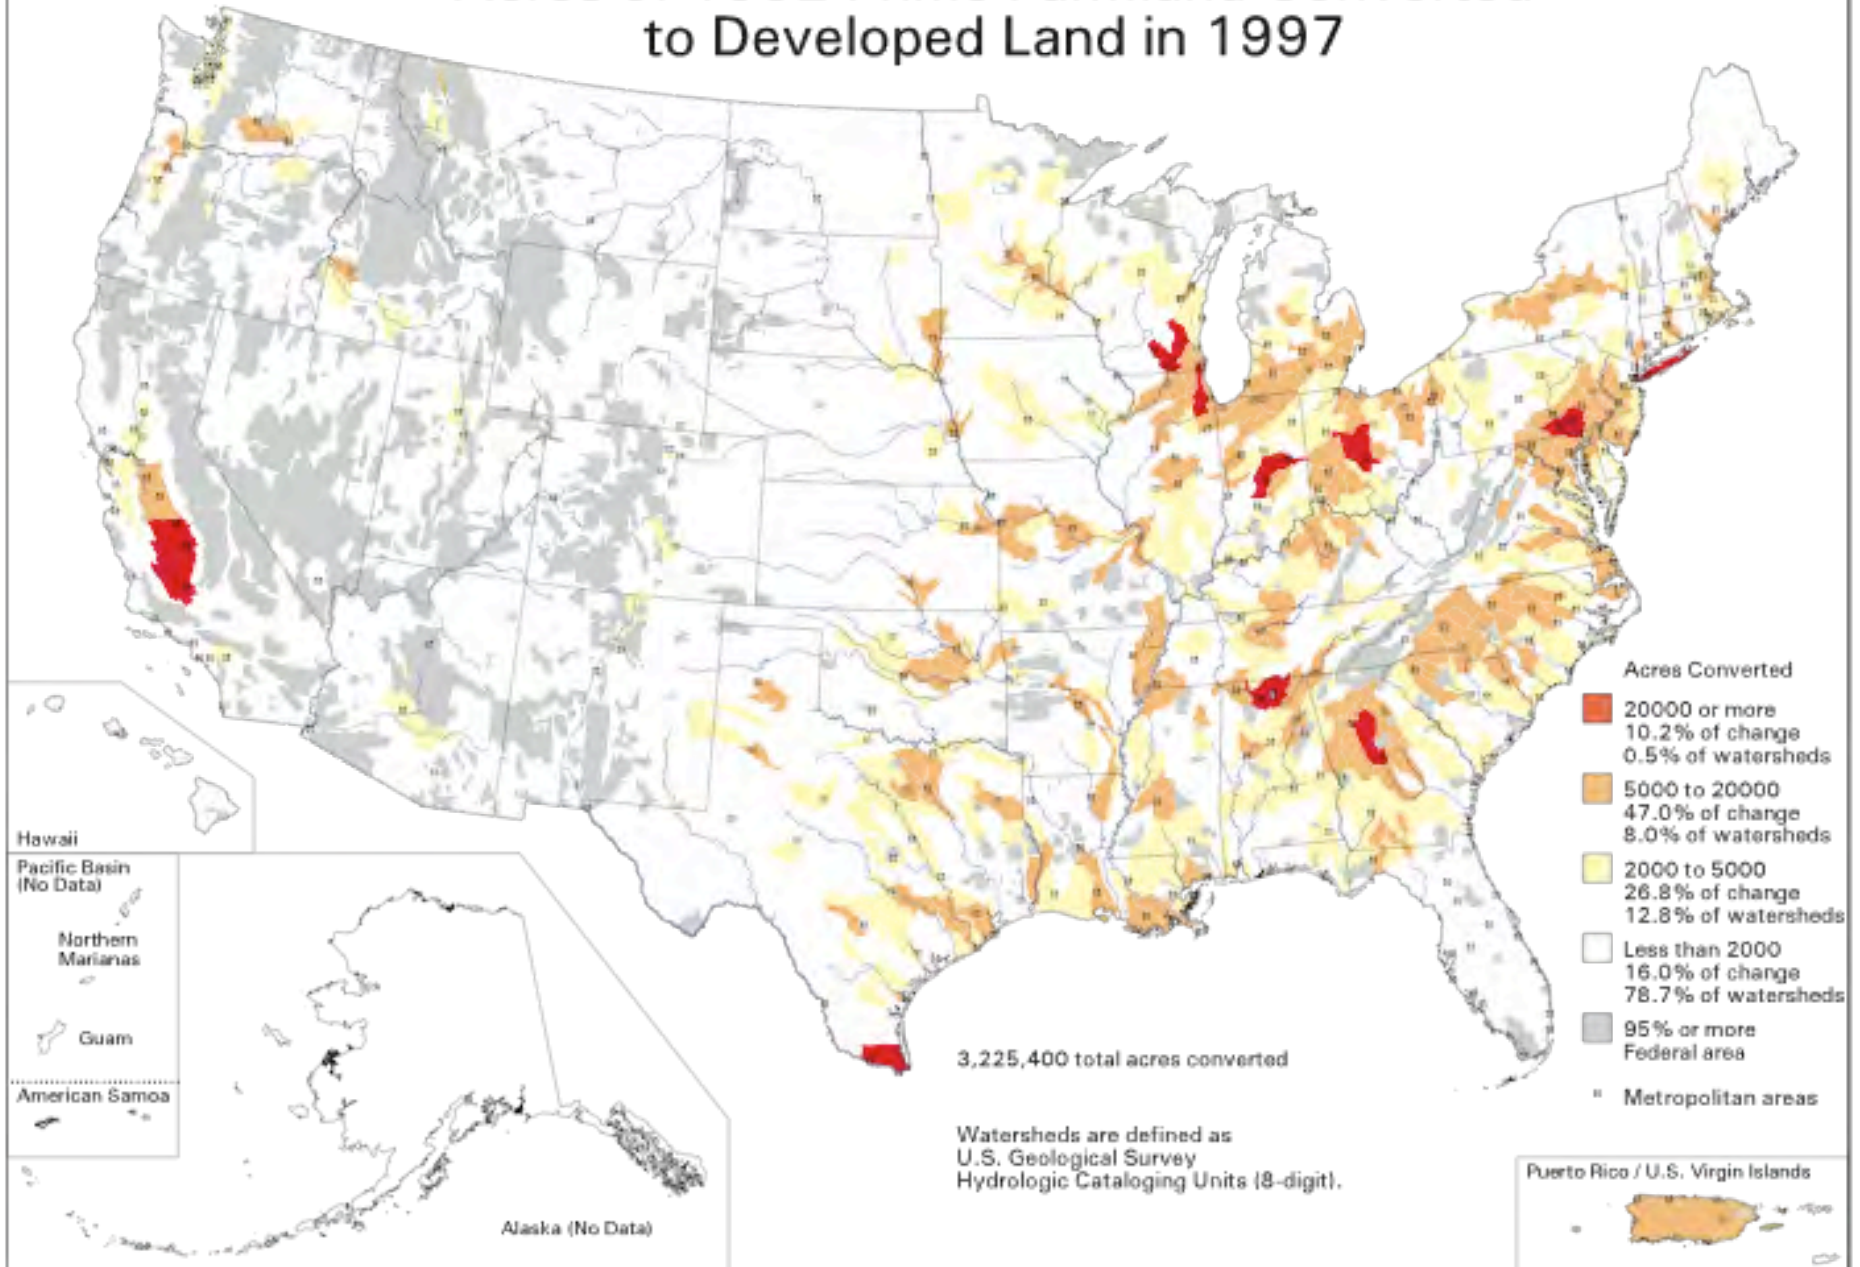 to Developed Land in 1997
Acres Converted
20000 or more
10.2% of change
0.5% of watersheds
5000 to 20000
47.0% of change
8.0% of watersheds
2000 to 5000
26.8% of change
12.8% of watersheds
Less than 2000
16.0% of change
78.7% of watersheds
95% or more
Federal area
Metropolitan areas
Hawaii
Pacific Basin
(No Data)
Northern
Marianas
Guam
American Samoa
Alaska (No Data)
3,225,400 total acres converted
Watersheds are defined as
U.S. Geological Survey
Hydrologic Cataloging Units (8-digit).
Puerto Rico / U.S. Virgin Islands